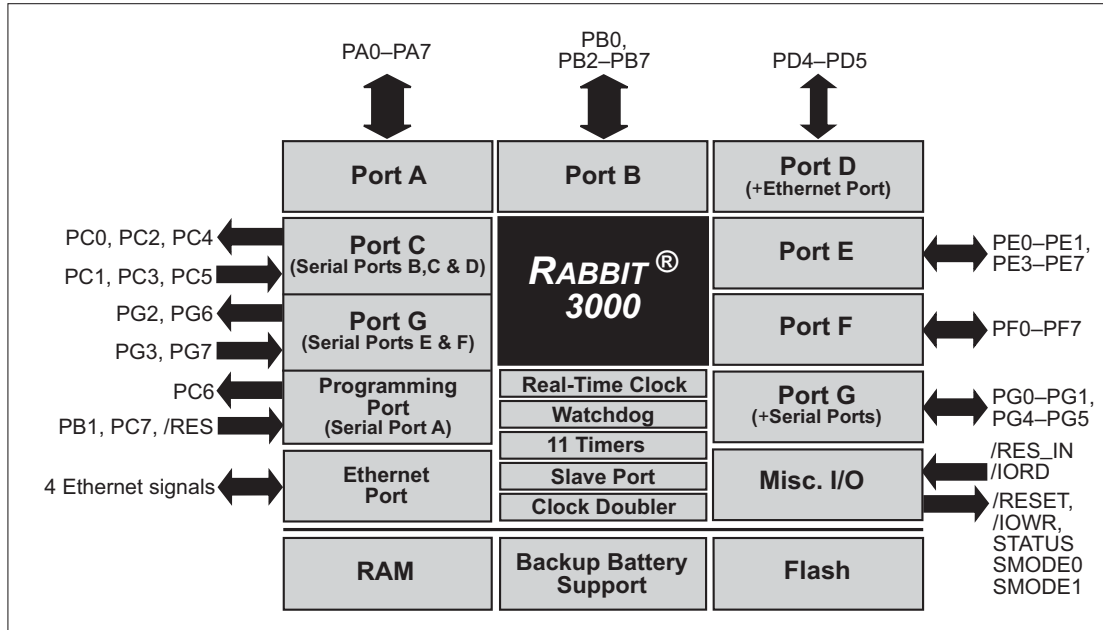 PA0–PA7
PB0,
PB2–PB7
PD4–PD5
Port A
Port B
Port D
(+Ethernet Port)
PC0, PC2, PC4
PC1, PC3, PC5
Port C
(Serial Ports B,C & D)
PG2, PG6
PG3, PG7
Port G
(Serial Ports E & F)
PC6
PB1, PC7, /RES
Programming
Port
(Serial Port A)
4 Ethernet signals
Ethernet
Port
RABBIT ®
3000
Real-Time Clock
Watchdog
11 Timers
Slave Port
Clock Doubler
Port E
PE0–PE1,
PE3–PE7
Port F
PF0–PF7
Port G
(+Serial Ports)
PG0–PG1,
PG4–PG5
Misc. I/O
/RES_IN
/IORD
/RESET,
/IOWR,
STATUS
SMODE0
SMODE1
RAM
Backup Battery
Support
Flash